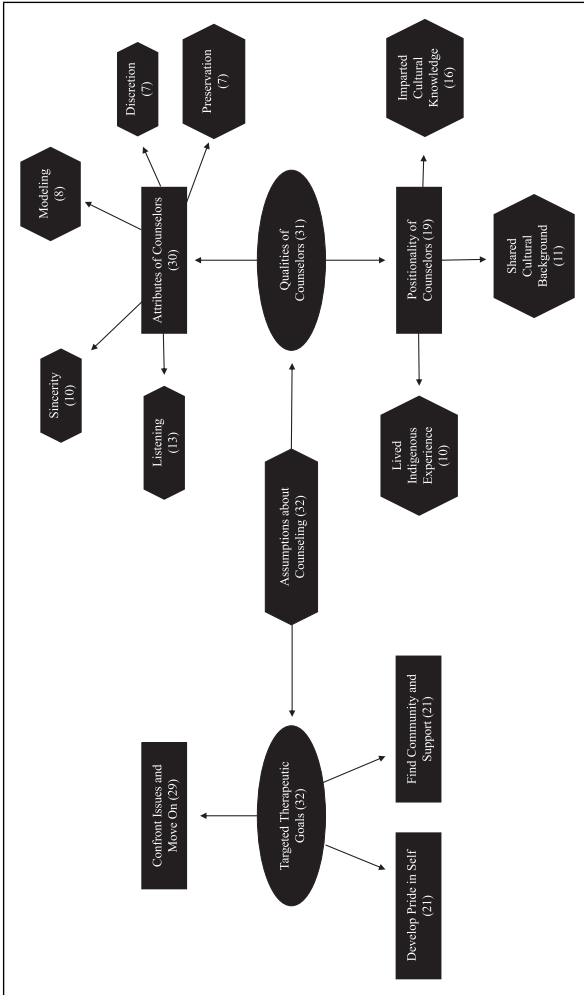 Modeling
(8)
Discretion
(7)
Preservation
(7)
Sincerity
(10)
Listening
(13)
Attributes of Counselors
(30)
Qualities of
Counselors (31)
Positionality of
Counselors (19)
Imparted
Cultural
Knowledge
(16)
Shared
Cultural
Background
(11)
Lived
Indigenous
Experience
(10)
Assumptions about
Counseling (32)
Targeted Therapeutic
Goals (32)
Confront Issues and
Move On (29)
Find Community and
Support (21)
Develop Pride in Self
(21)